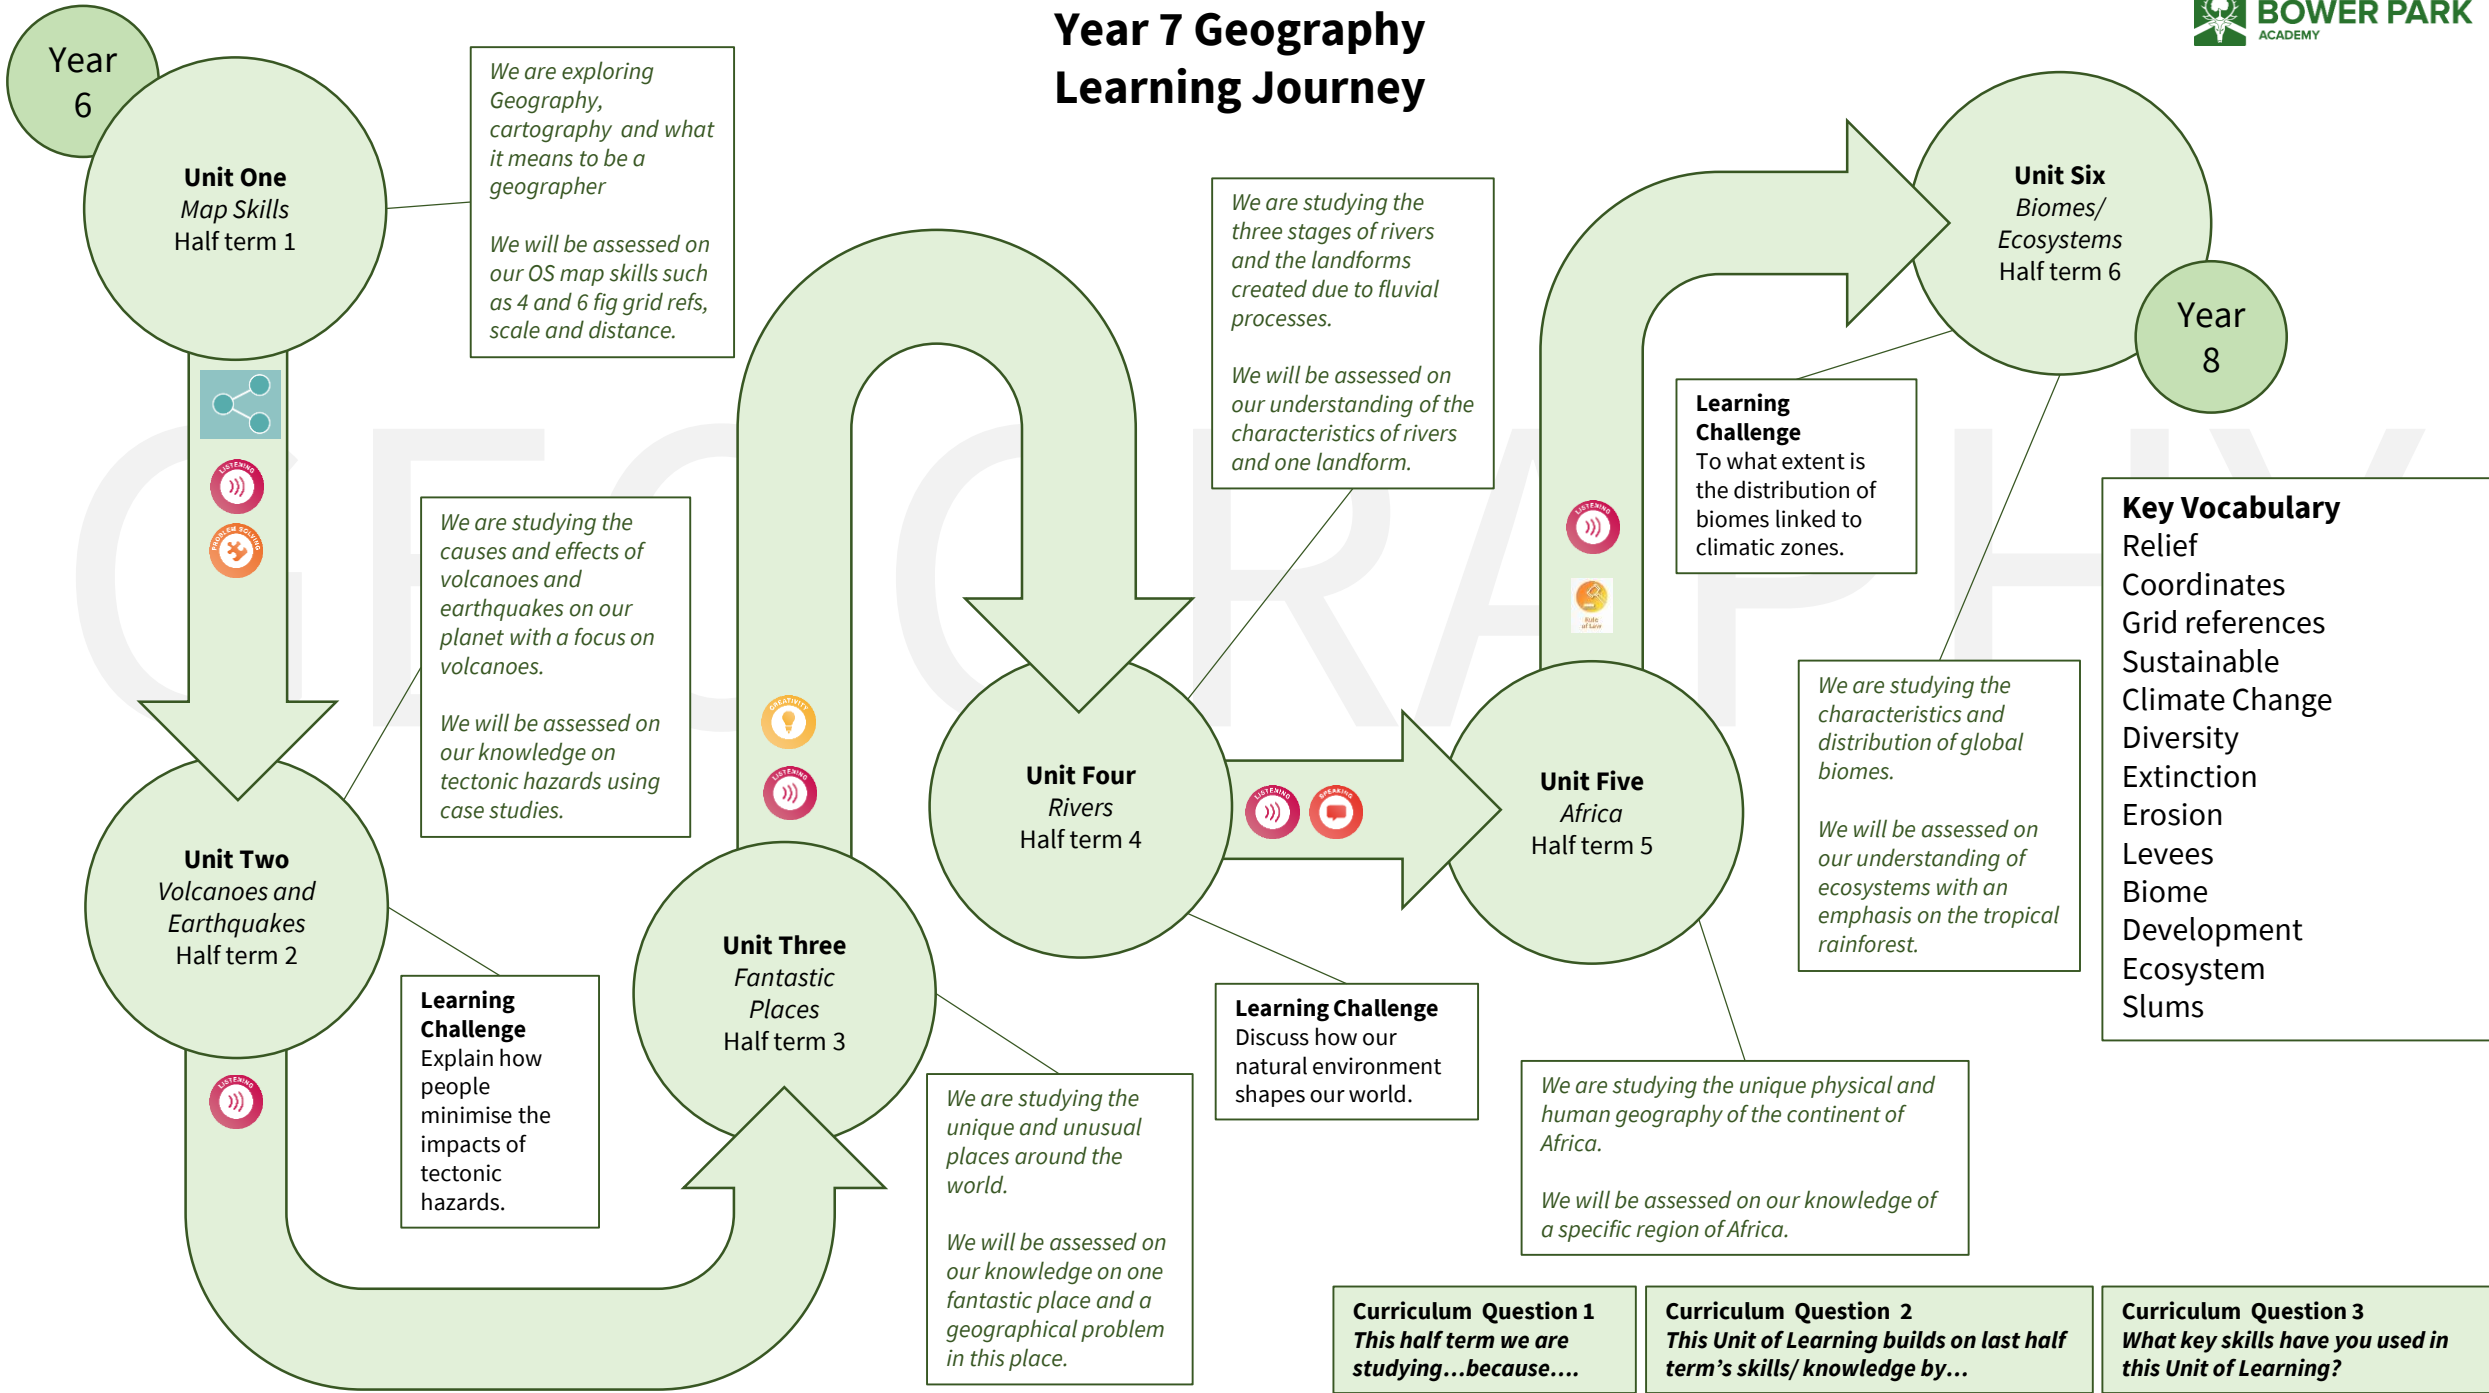 Year 7 Geography
Learning Journey
BOWER PARK
ACADEMY
Year
6
Unit One
Map Skills
Half term 1
We are exploring
Geography,
cartography and what
it means to be a
geographer
We will be assessed on
our OS map skills such
as 4 and 6 fig grid refs,
scale and distance.
LISTENING
PROBLEM SOLVING
GEOGRAPHY
We are studying the
causes and effects of
volcanoes and
earthquakes on our
planet with a focus on
volcanoes.
We will be assessed on
our knowledge on
tectonic hazards using
case studies.
Unit Two
Volcanoes and
Earthquakes
Half term 2
Learning
Challenge
Explain how
people
minimise the
impacts of
tectonic
hazards.
LISTENING
Unit Three
Fantastic
Places
Half term 3
We are studying the
unique and unusual
places around the
world.
We will be assessed on
our knowledge on one
fantastic place and a
geographical problem
in this place.
CREATIVITY
LISTENING
We are studying the
three stages of rivers
and the landforms
created due to fluvial
processes.
We will be assessed on
our understanding of the
characteristics of rivers
and one landform.
Unit Four
Rivers
Half term 4
Learning Challenge
Discuss how our
natural environment
shapes our world.
LISTENING
SPEAKING
Unit Five
Africa
Half term 5
We are studying the unique physical and
human geography of the continent of
Africa.
We will be assessed on our knowledge of
a specific region of Africa.
LISTENING
Rule
of Law
Unit Six
Biomes/
Ecosystems
Half term 6
Year
8
Learning
Challenge
To what extent is
the distribution of
biomes linked to
climatic zones.
We are studying the
characteristics and
distribution of global
biomes.
We will be assessed on
our understanding of
ecosystems with an
emphasis on the tropical
rainforest.
Key Vocabulary
Relief
Coordinates
Grid references
Sustainable
Climate Change
Diversity
Extinction
Erosion
Levees
Biome
Development
Ecosystem
Slums
Curriculum Question 1
This half term we are
studying...because....
Curriculum Question 2
This Unit of Learning builds on last half
term's skills/ knowledge by...
Curriculum Question 3
What key skills have you used in
this Unit of Learning?